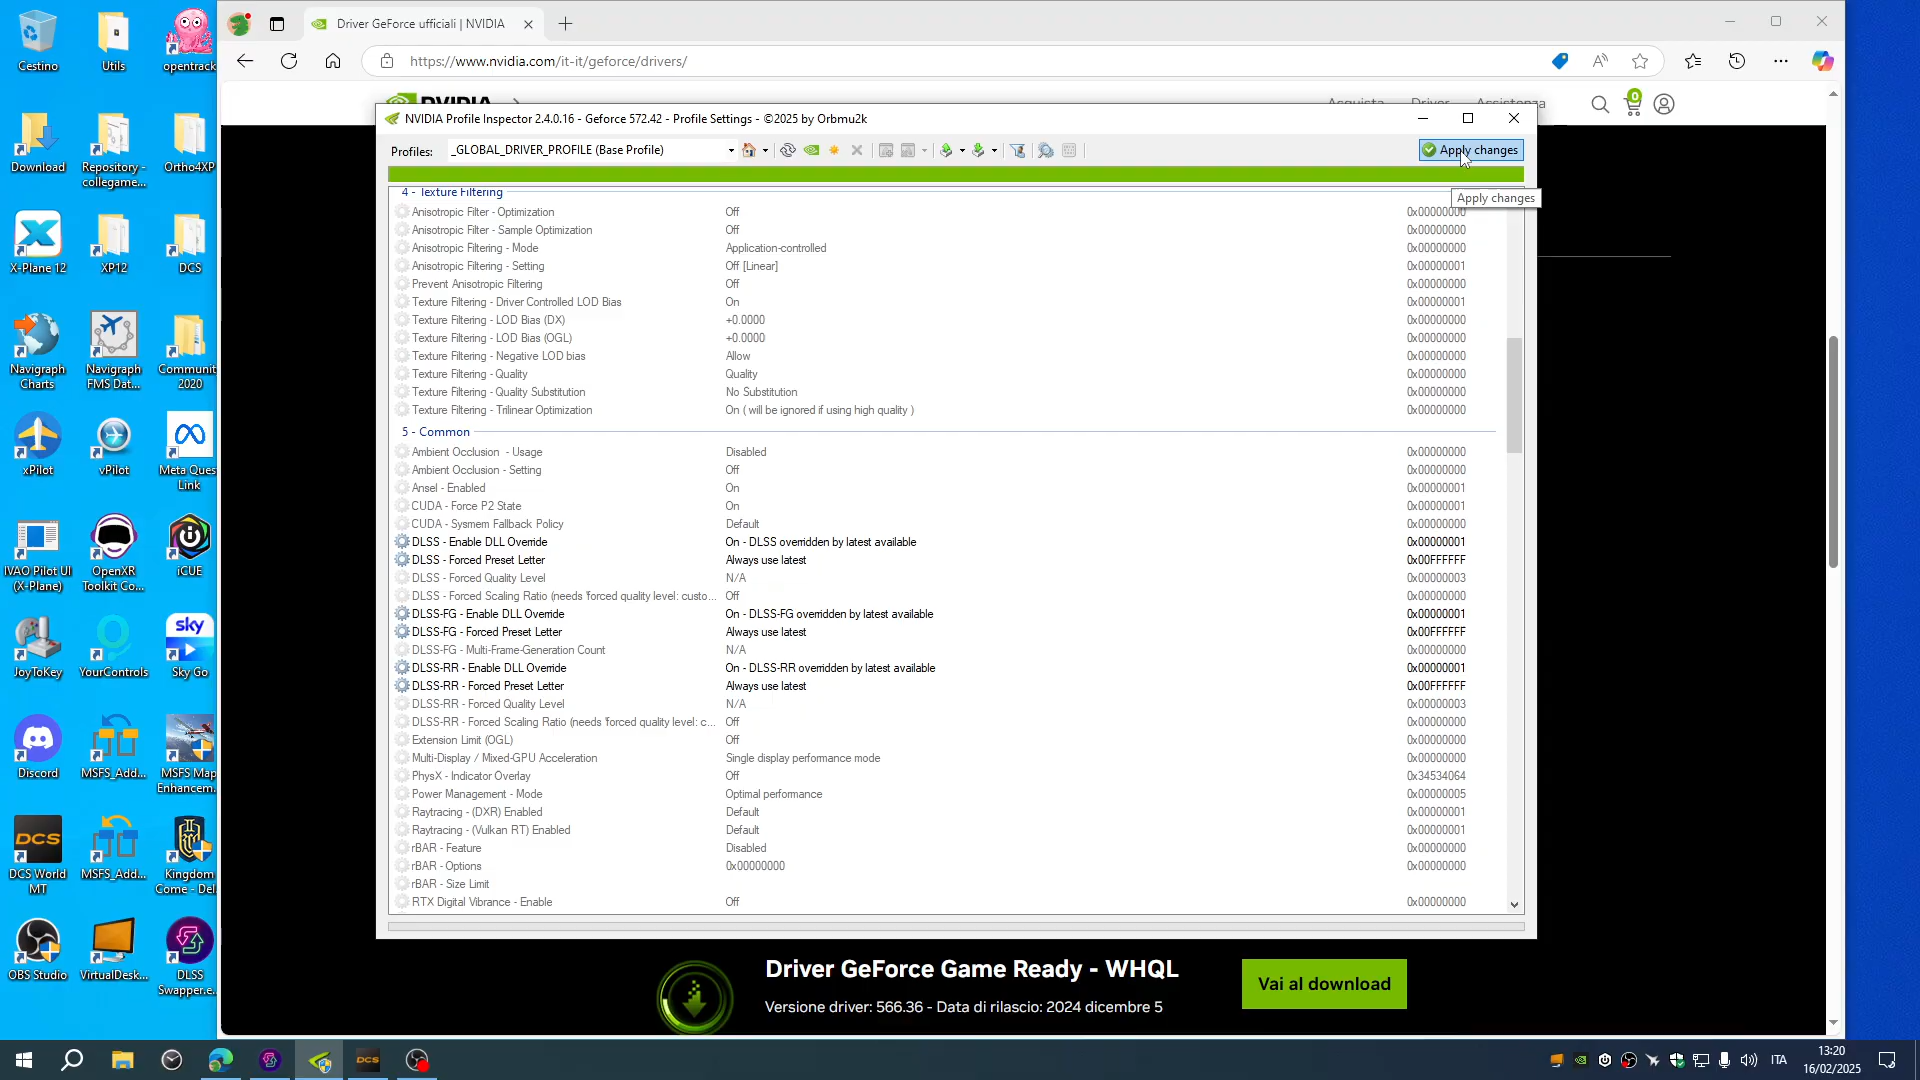 Cestino
Utils
opentrack
Download
Repository -
collegame...
Ortho4XP
X-Plane 12
XP12
DCS
Navigraph
Charts
Navigraph
FMS Dat...
Communit
2020
xPilot
vPilot
Meta Ques
Link
IVAO Pilot UI
(X-Plane)
OpenXR
Toolkit Co...
iCUE
JoyToKey
YourControls
sky
Sky Go
Discord
MSFS_Add...
MSFS Map
Enhancem.
DCS
DCS World
MT
MSFS_Add...
Kingdom
Come - Del.
OBS Studio
VirtualDesk...
DLSS
Swapper.e.
Driver GeForce ufficiali | NVIDIA
https://www.nvidia.com/it-it/geforce/drivers/
NVIDIA
Acquista
Driver
Assistenza
0
NVIDIA Profile Inspector 2.4.0.16 - Geforce 572.42 - Profile Settings - ©2025 by Orbmu2k
Profiles: _GLOBAL_DRIVER_PROFILE (Base Profile)
Apply changes
Apply changes
4 - Texture Filtering
Anisotropic Filter - Optimization Off 0x00000000
Anisotropic Filter - Sample Optimization Off 0x00000000
Anisotropic Filtering - Mode Application-controlled 0x00000000
Anisotropic Filtering - Setting Off [Linear] 0x00000001
Prevent Anisotropic Filtering Off 0x00000000
Texture Filtering - Driver Controlled LOD Bias On 0x00000001
Texture Filtering - LOD Bias (DX) +0.0000 0x00000000
Texture Filtering - LOD Bias (OGL) +0.0000 0x00000000
Texture Filtering - Negative LOD bias Allow 0x00000000
Texture Filtering - Quality Quality 0x00000000
Texture Filtering - Quality Substitution No Substitution 0x00000000
Texture Filtering - Trilinear Optimization On ( will be ignored if using high quality ) 0x00000000
5 - Common
Ambient Occlusion - Usage Disabled 0x00000000
Ambient Occlusion - Setting Off 0x00000000
Ansel - Enabled On 0x00000001
CUDA - Force P2 State On 0x00000001
CUDA - Sysmem Fallback Policy Default 0x00000000
DLSS - Enable DLL Override On - DLSS overridden by latest available 0x00000001
DLSS - Forced Preset Letter Always use latest 0x00FFFFFF
DLSS - Forced Quality Level N/A 0x00000003
DLSS - Forced Scaling Ratio (needs 'forced quality level: custo... Off 0x00000000
DLSS-FG - Enable DLL Override On - DLSS-FG overridden by latest available 0x00000001
DLSS-FG - Forced Preset Letter Always use latest 0x00FFFFFF
DLSS-FG - Multi-Frame-Generation Count N/A 0x00000000
DLSS-RR - Enable DLL Override On - DLSS-RR overridden by latest available 0x00000001
DLSS-RR - Forced Preset Letter Always use latest 0x00FFFFFF
DLSS-RR - Forced Quality Level N/A 0x00000003
DLSS-RR - Forced Scaling Ratio (needs 'forced quality level: c... Off 0x00000000
Extension Limit (OGL) Off 0x00000000
Multi-Display / Mixed-GPU Acceleration Single display performance mode 0x00000000
PhysX - Indicator Overlay Off 0x34534064
Power Management - Mode Optimal performance 0x00000005
Raytracing - (DXR) Enabled Default 0x00000001
Raytracing - (Vulkan RT) Enabled Default 0x00000001
rBAR - Feature Disabled 0x00000000
rBAR - Options 0x00000000 0x00000000
rBAR - Size Limit
RTX Digital Vibrance - Enable Off 0x00000000
Driver GeForce Game Ready - WHQL
Versione driver: 566.36 - Data di rilascio: 2024 dicembre 5
Vai al download
DCS
ITA
13:20
16/02/2025